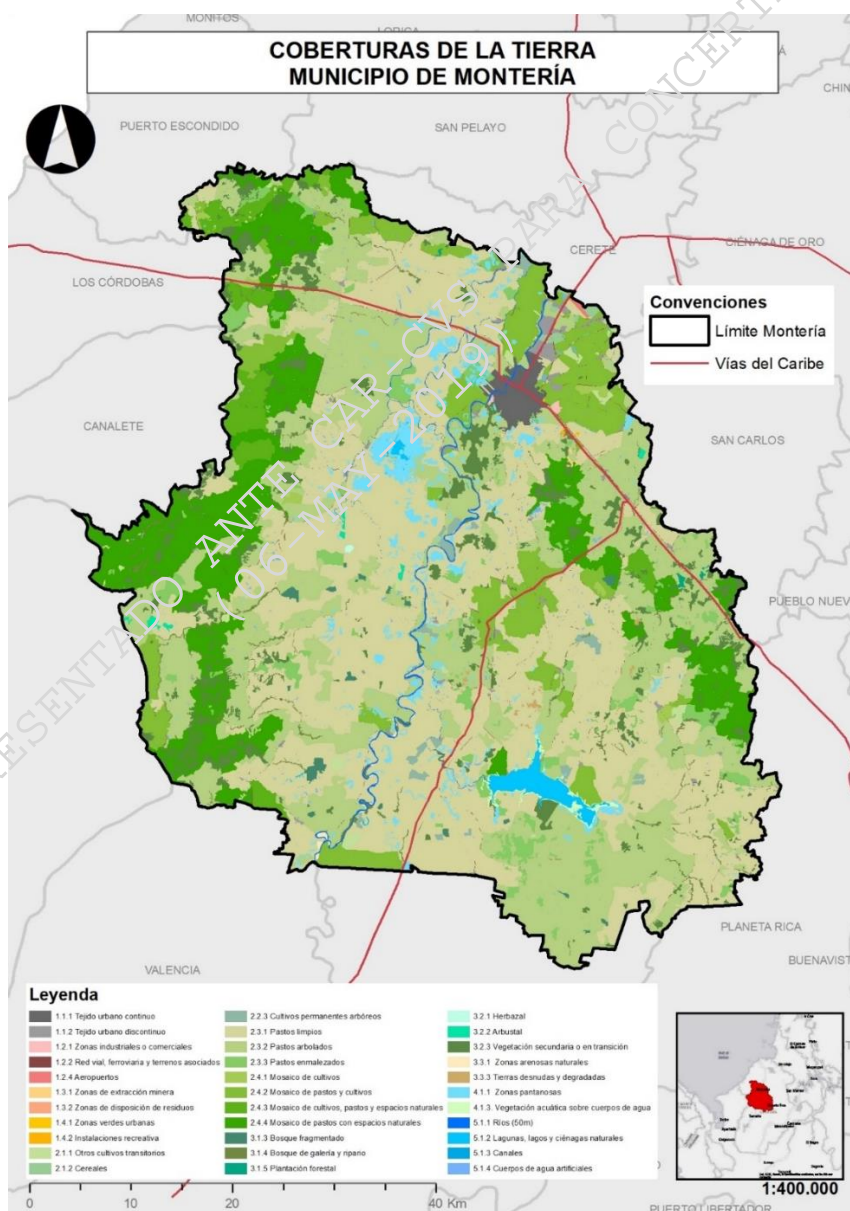 MOÑITOS
LORICA
COBERTURAS DE LA TIERRA
MUNICIPIO DE MONTERÍA
CHIN
PUERTO ESCONDIDO
SAN PELAYO
CERETÉ
CIÉNAGA DE ORO
LOS CÓRDOBAS
Convenciones
Límite Montería
Vías del Caribe
CANALETE
SAN CARLOS
PRESENTADO ANTE CAR-CVS PARA CONCERT
(06-MAY-2019)
PUEBLO NUEV
PLANETA RICA
BUENAVIST
VALENCIA
Leyenda
1.1.1 Tejido urbano continuo
1.1.2 Tejido urbano discontinuo
1.2.1 Zonas industriales o comerciales
1.2.2 Red vial, ferroviaria y terrenos asociados
1.2.4 Aeropuertos
1.3.1 Zonas de extracción minera
1.3.2 Zonas de disposición de residuos
1.4.1 Zonas verdes urbanas
1.4.2 Instalaciones recreativa
2.1.1 Otros cultivos transitorios
2.1.2 Cereales
2.2.3 Cultivos permanentes arbóreos
2.3.1 Pastos limpios
2.3.2 Pastos arbolados
2.3.3 Pastos enmalezados
2.4.1 Mosaico de cultivos
2.4.2 Mosaico de pastos y cultivos
2.4.3 Mosaico de cultivos, pastos y espacios naturales
2.4.4 Mosaico de pastos con espacios naturales
3.1.3 Bosque fragmentado
3.1.4 Bosque de galería y ripario
3.1.5 Plantación forestal
3.2.1 Herbazal
3.2.2 Arbustal
3.2.3 Vegetación secundaria o en transición
3.3.1 Zonas arenosas naturales
3.3.3 Tierras desnudas y degradadas
4.1.1 Zonas pantanosas
4.1.3. Vegetación acuática sobre cuerpos de agua
5.1.1 Ríos (50m)
5.1.2 Lagunas, lagos y ciénagas naturales
5.1.3 Canales
5.1.4 Cuerpos de agua artificiales
1:400.000
0 10 20 40 Km
PUERTO LIBERTADOR